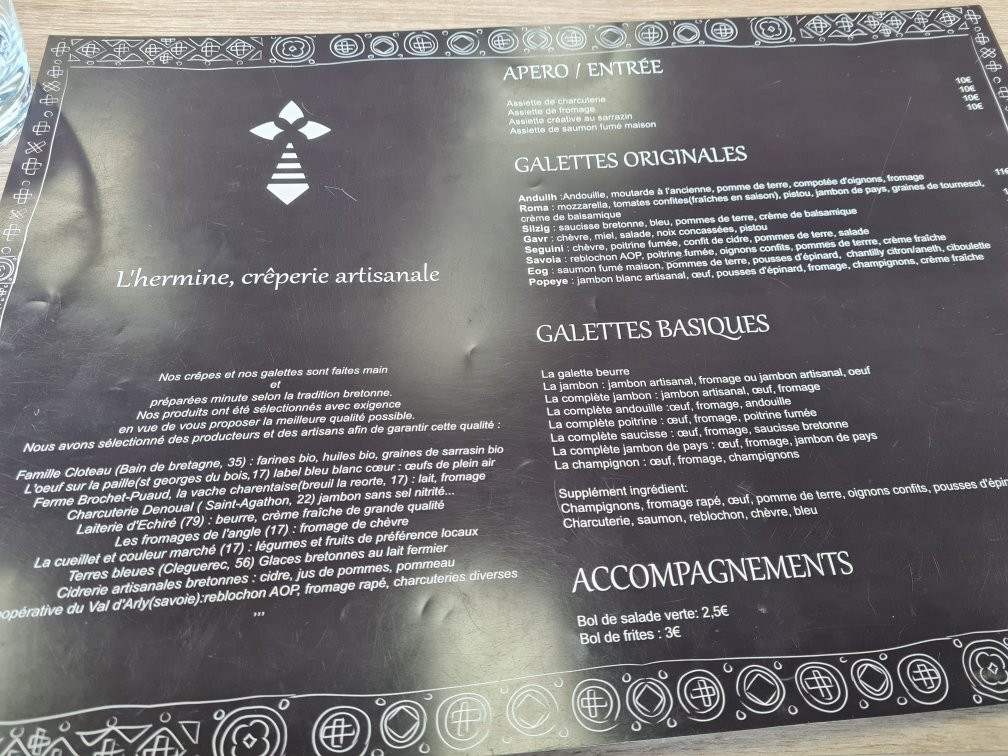 L'hermine, crêperie artisanale
Nos crêpes et nos galettes sont faites main
et
préparées minute selon la tradition bretonne.
Nos produits ont été sélectionnés avec exigence
en vue de vous proposer la meilleure qualité possible.
Nous avons sélectionné des producteurs et des artisans afin de garantir cette qualité :
Famille Cloteau (Bain de bretagne, 35) : farines bio, huiles bio, graines de sarrasin bio
L'oeuf sur la paille(st georges du bois,17) label bleu blanc cœur : œufs de plein air
Ferme Brochet-Puaud, la vache charentaise(breuil la reorte, 17) : lait, fromage
Charcuterie Denoual ( Saint-Agathon, 22) jambon sans sel nitrité...
Laiterie d'Echiré (79) : beurre, crème fraîche de grande qualité
Les fromages de l'angle (17) : fromage de chèvre
La cueillet et couleur marché (17) : légumes et fruits de préférence locaux
Terres bleues (Cleguerec, 56) Glaces bretonnes au lait fermier
Cidrerie artisanales bretonnes : cidre, jus de pommes, pommeau
opérative du Val d'Arly(savoie):reblochon AOP, fromage rapé, charcuteries diverses
,,,
APERO / ENTRÉE
Assiette de charcuterie 10€
Assiette de fromage 10€
Assiette créative au sarrazin 10€
Assiette de saumon fumé maison 10€
GALETTES ORIGINALES
Andullh :Andouille, moutarde à l'ancienne, pomme de terre, compotée d'oignons, fromage 11€
Roma : mozzarella, tomates confites(fraîches en saison), pistou, jambon de pays, graines de tournesol,
crème de balsamique
Silzig : saucisse bretonne, bleu, pommes de terre, crème de balsamique
Gavr : chèvre, miel, salade, noix concassées, pistou
Seguini : chèvre, poitrine fumée, confit de cidre, pommes de terre, salade
Savoia : reblochon AOP, poitrine fumée, oignons confits, pommes de terre, crème fraîche
Eog : saumon fumé maison, pommes de terre, pousses d'épinard, chantilly citron/aneth, ciboulette
Popeye : jambon blanc artisanal, œuf, pousses d'épinard, fromage, champignons, crème fraîche
GALETTES BASIQUES
La galette beurre
La jambon : jambon artisanal, fromage ou jambon artisanal, oeuf
La complète jambon : jambon artisanal, œuf, fromage
La complète andouille :œuf, fromage, andouille
La complète poitrine : œuf, fromage, poitrine fumée
La complète saucisse : œuf, fromage, saucisse bretonne
La complète jambon de pays : œuf, fromage, jambon de pays
La champignon : œuf, fromage, champignons
Supplément ingrédient:
Champignons, fromage rapé, œuf, pomme de terre, oignons confits, pousses d'épin
Charcuterie, saumon, reblochon, chèvre, bleu
ACCOMPAGNEMENTS
Bol de salade verte: 2,5€
Bol de frites : 3€